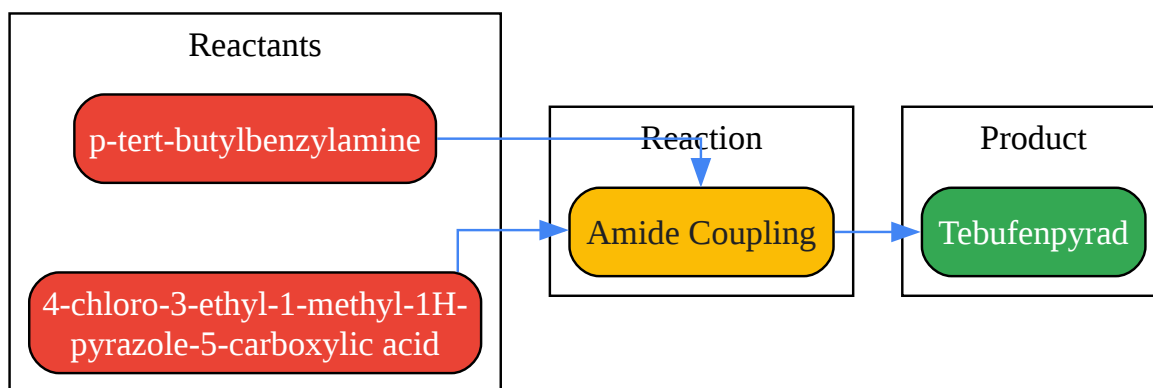 Reactants
p-tert-butylbenzylamine
4-chloro-3-ethyl-1-methyl-1H-
pyrazole-5-carboxylic acid
Reaction
Amide Coupling
Product
Tebufenpyrad